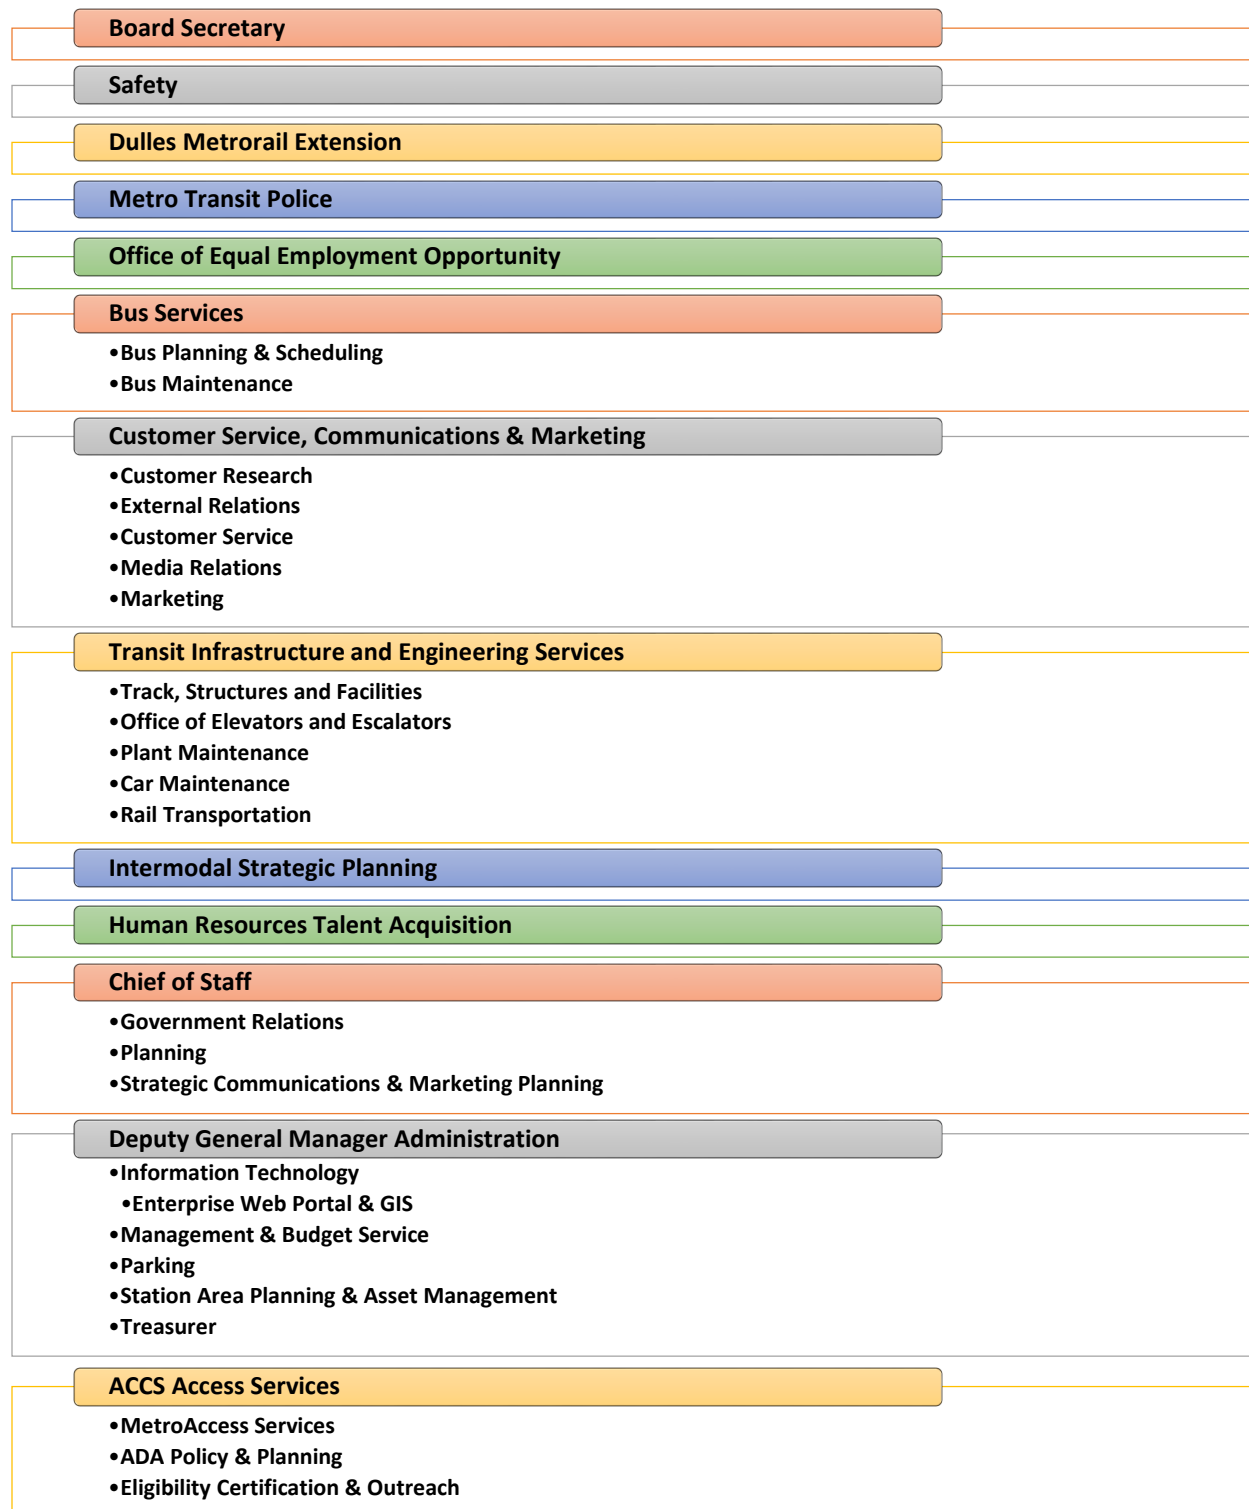 Board Secretary
Safety
Dulles Metrorail Extension
Metro Transit Police
Office of Equal Employment Opportunity
Bus Services
•Bus Planning & Scheduling
•Bus Maintenance
Customer Service, Communications & Marketing
•Customer Research
•External Relations
•Customer Service
•Media Relations
•Marketing
Transit Infrastructure and Engineering Services
•Track, Structures and Facilities
•Office of Elevators and Escalators
•Plant Maintenance
•Car Maintenance
•Rail Transportation
Intermodal Strategic Planning
Human Resources Talent Acquisition
Chief of Staff
•Government Relations
•Planning
•Strategic Communications & Marketing Planning
Deputy General Manager Administration
•Information Technology
•Enterprise Web Portal & GIS
•Management & Budget Service
•Parking
•Station Area Planning & Asset Management
•Treasurer
ACCS Access Services
•MetroAccess Services
•ADA Policy & Planning
•Eligibility Certification & Outreach